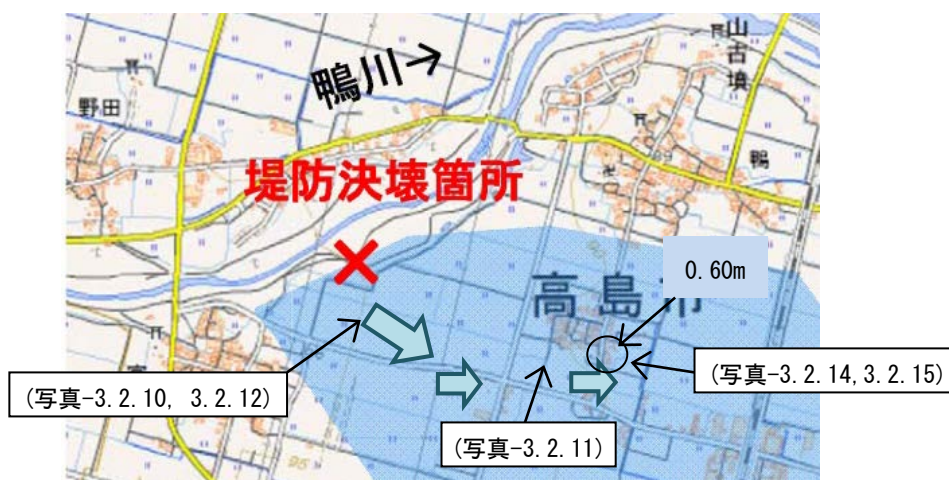 山古墳
鴨川→
野田
鴨
堤防決壊箇所
0.60m
高島市
(写真-3.2.14,3.2.15)
(写真-3.2.10, 3.2.12)
(写真-3.2.11)
95